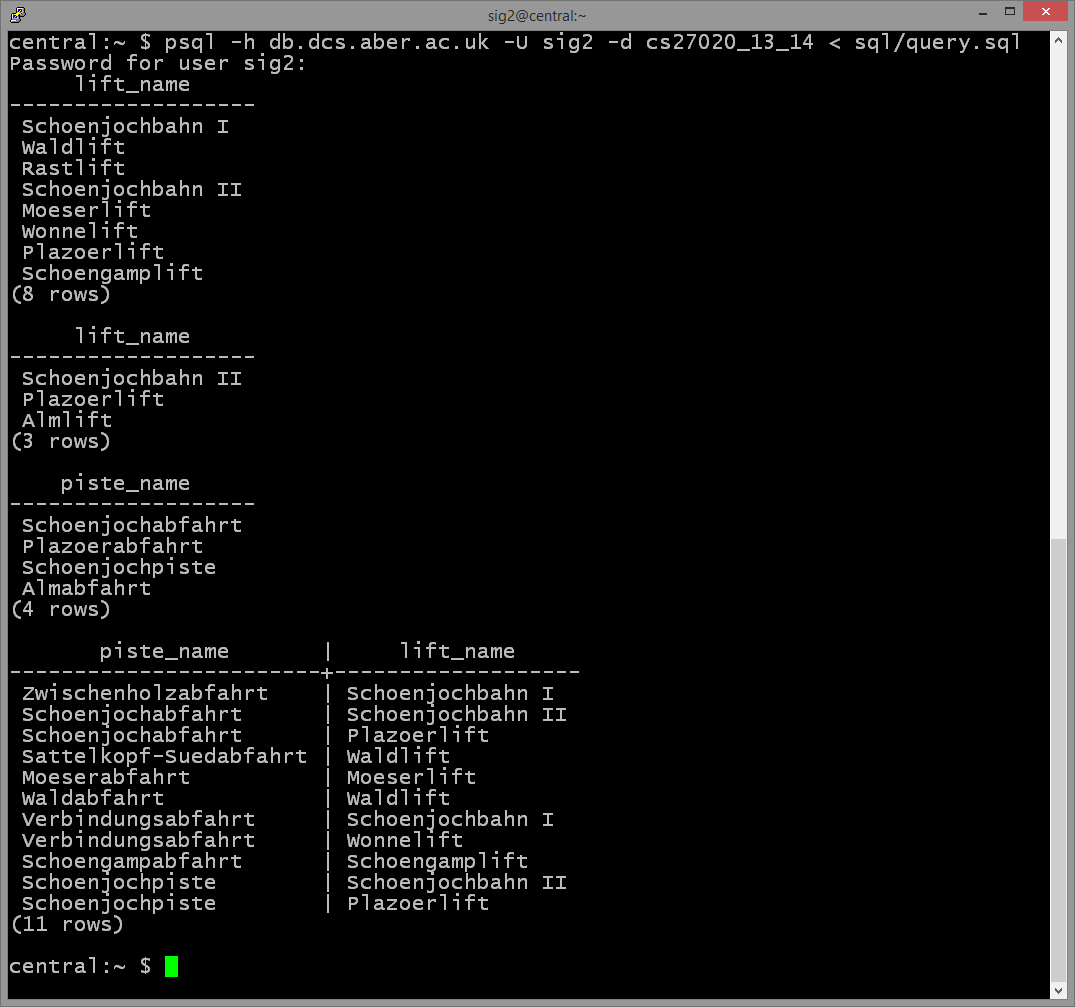 sig2@central:~
central:~ $ psql -h db.dcs.aber.ac.uk -U sig2 -d cs27020_13_14 < sql/query.sql
Password for user sig2:
     lift_name
-------------------
 Schoenjochbahn I
 Waldlift
 Rastlift
 Schoenjochbahn II
 Moeserlift
 Wonnelift
 Plazoerlift
 Schoengamplift
(8 rows)

     lift_name
-------------------
 Schoenjochbahn II
 Plazoerlift
 Almlift
(3 rows)

    piste_name
-------------------
 Schoenjochabfahrt
 Plazoerabfahrt
 Schoenjochpiste
 Almabfahrt
(4 rows)

       piste_name       |     lift_name
------------------------+-------------------
 Zwischenholzabfahrt    | Schoenjochbahn I
 Schoenjochabfahrt      | Schoenjochbahn II
 Schoenjochabfahrt      | Plazoerlift
 Sattelkopf-Suedabfahrt | Waldlift
 Moeserabfahrt          | Moeserlift
 Waldabfahrt            | Waldlift
 Verbindungsabfahrt     | Schoenjochbahn I
 Verbindungsabfahrt     | Wonnelift
 Schoengampabfahrt      | Schoengamplift
 Schoenjochpiste        | Schoenjochbahn II
 Schoenjochpiste        | Plazoerlift
(11 rows)

central:~ $